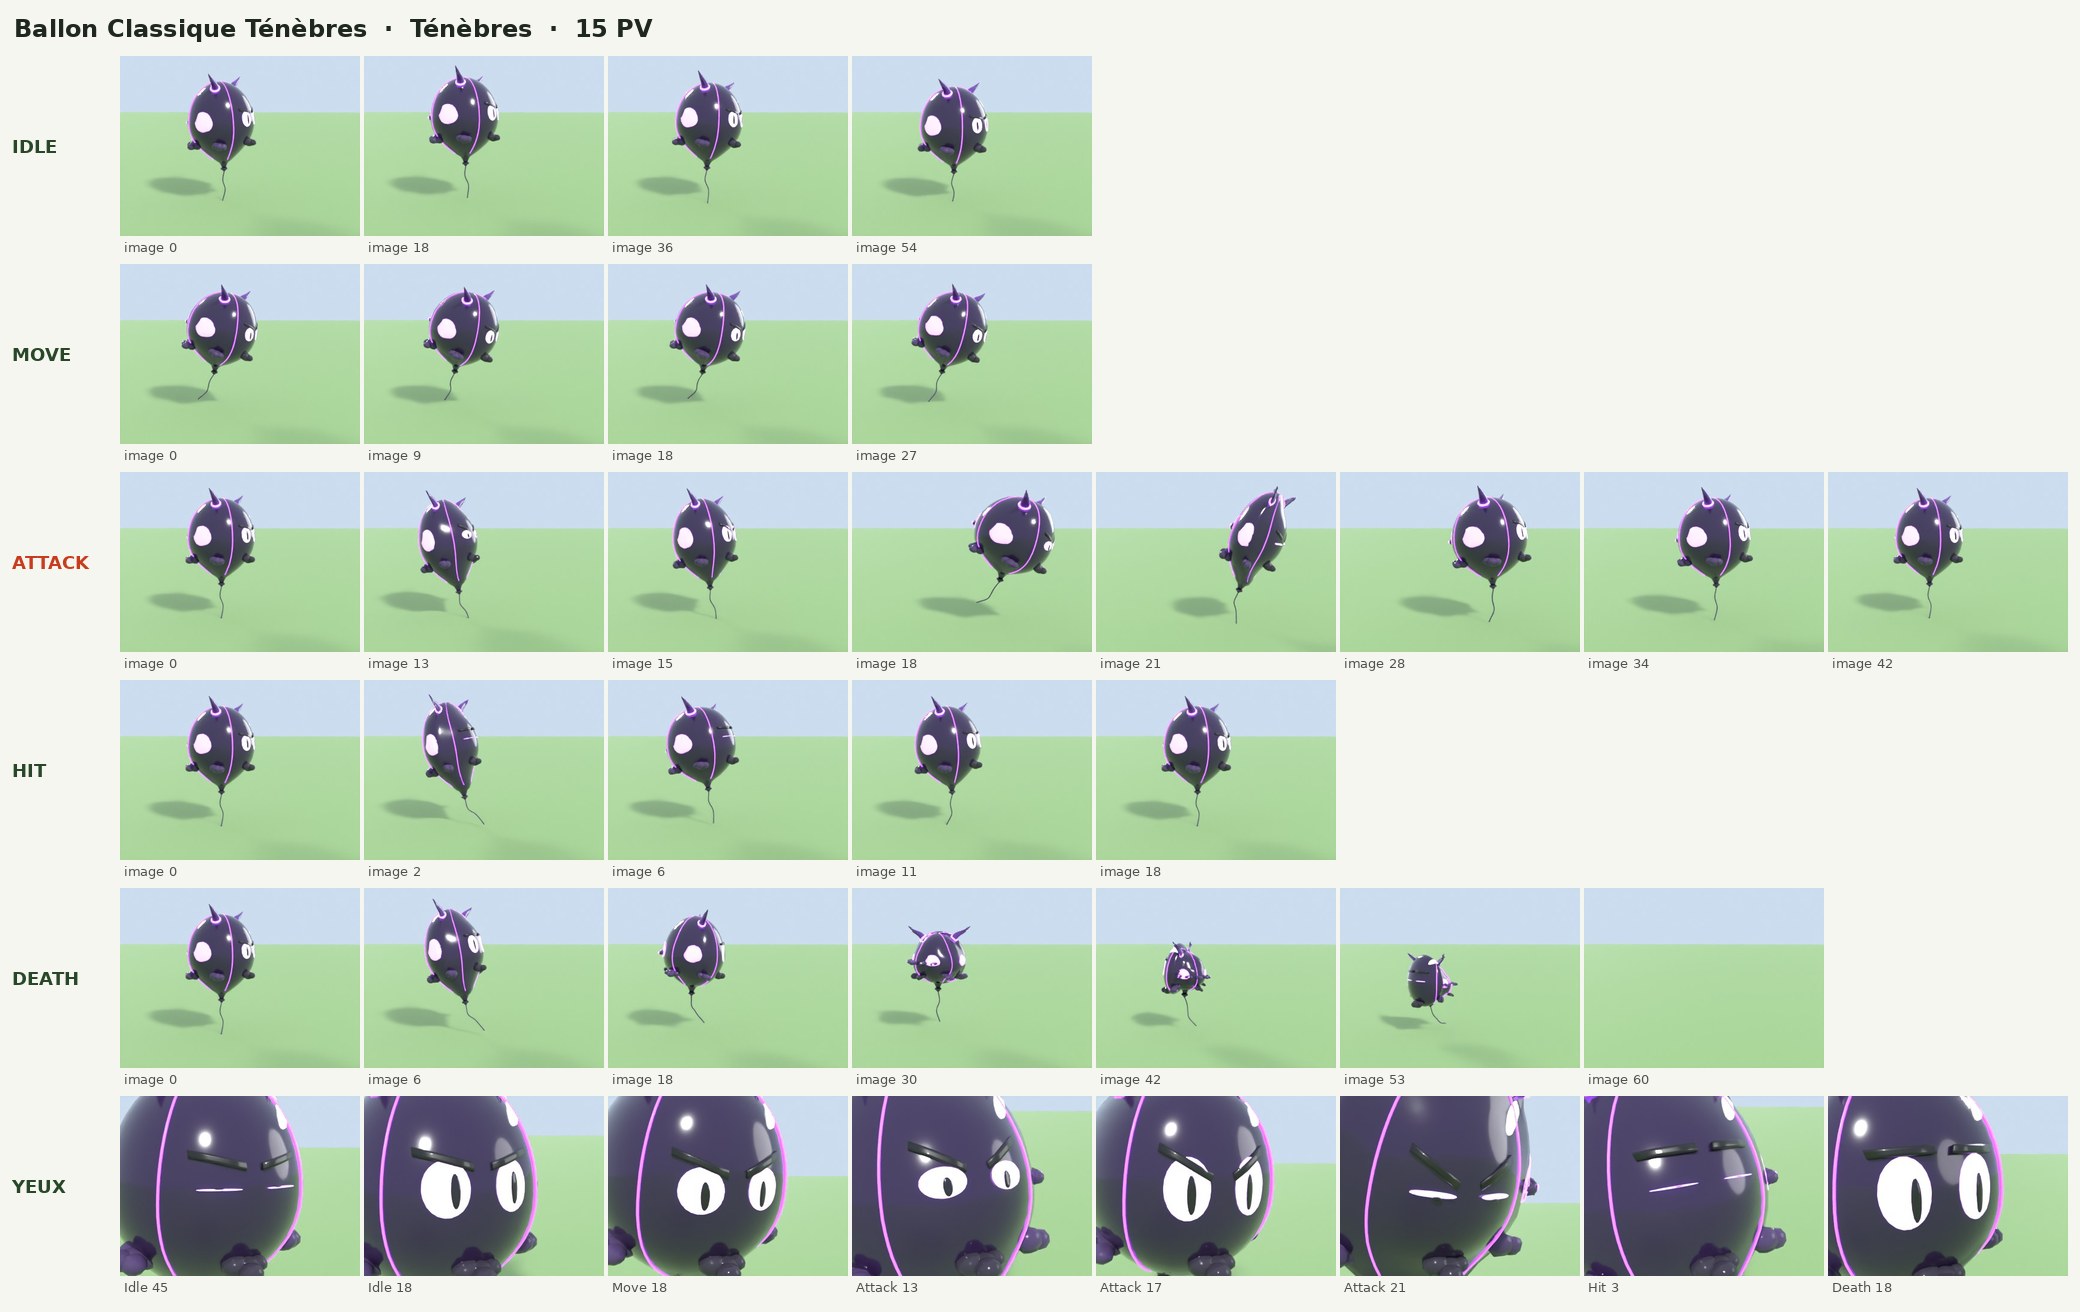 Ballon Classique Ténèbres · Ténèbres · 15 PV
IDLE
image 0 image 18 image 36 image 54
MOVE
image 0 image 9 image 18 image 27
ATTACK
image 0 image 13 image 15 image 18 image 21 image 28 image 34 image 42
HIT
image 0 image 2 image 6 image 11 image 18
DEATH
image 0 image 6 image 18 image 30 image 42 image 53 image 60
YEUX
Idle 45 Idle 18 Move 18 Attack 13 Attack 17 Attack 21 Hit 3 Death 18